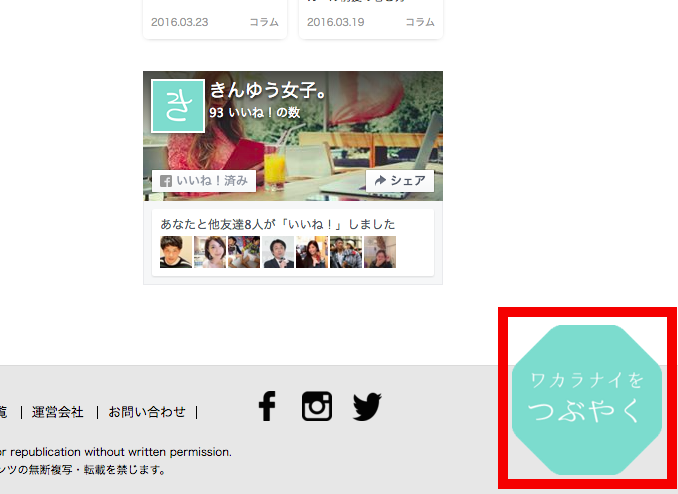 2016.03.23 コラム
2016.03.19 コラム
き
きんゆう女子。
93 いいね！の数
いいね！済み
シェア
あなたと他友達8人が「いいね！」しました
ワカラナイを
つぶやく
覧 | 運営会社 | お問い合わせ |
or republication without written permission.
ンツの無断複写・転載を禁じます。